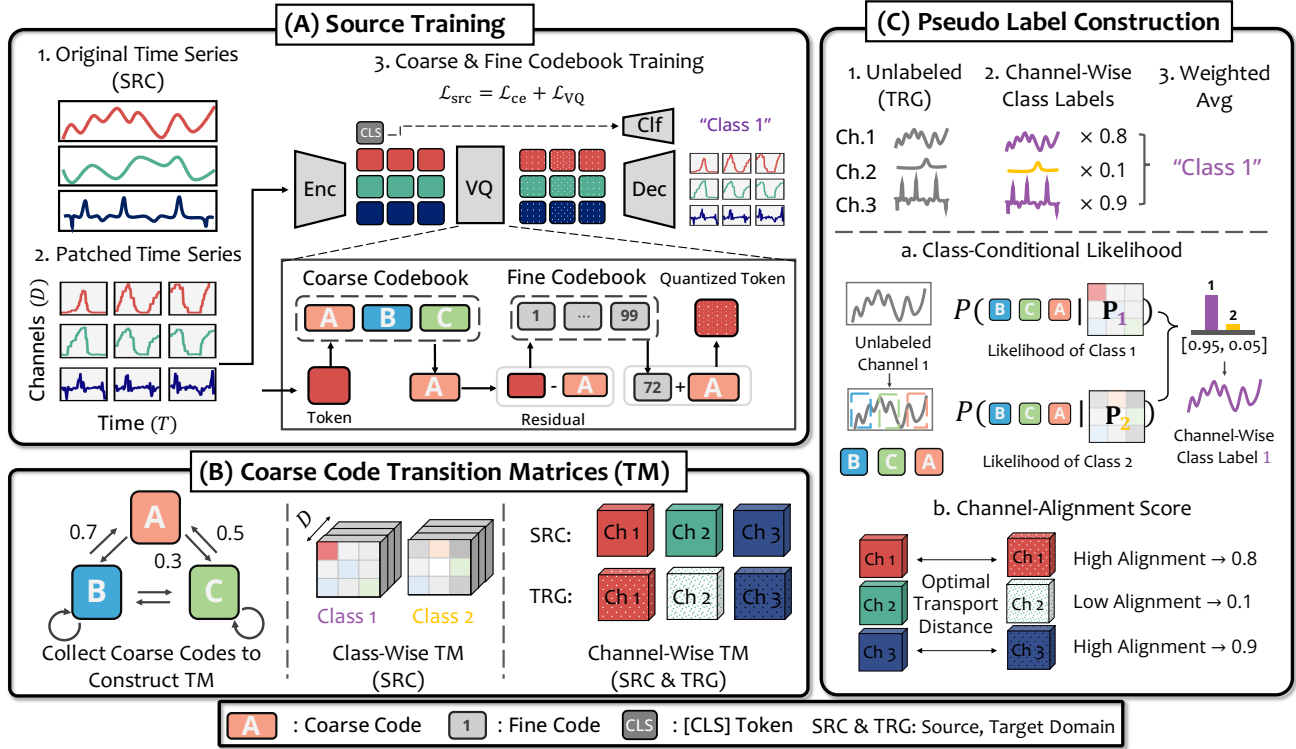 (A) Source Training
1. Original Time Series
(SRC)
2. Patched Time Series
Channels (D)
Time (T)
3. Coarse & Fine Codebook Training
ℒsrc = ℒce + ℒVQ
CLS
Clf
"Class 1"
Enc
VQ
Dec
Coarse Codebook
A B C
Fine Codebook
1 ... 99
Quantized Token
Token
A
- A
Residual
72 + A
(B) Coarse Code Transition Matrices (TM)
A
B
C
0.7
0.5
0.3
Collect Coarse Codes to
Construct TM
D
Class 1
Class 2
Class-Wise TM
(SRC)
SRC:
Ch 1 Ch 2 Ch 3
TRG:
Ch 1 Ch 2 Ch 3
Channel-Wise TM
(SRC & TRG)
(C) Pseudo Label Construction
1. Unlabeled
(TRG)
2. Channel-Wise
Class Labels
3. Weighted
Avg
Ch.1
× 0.8
Ch.2
× 0.1
Ch.3
× 0.9
"Class 1"
a. Class-Conditional Likelihood
Unlabeled
Channel 1
B C A
P( B C A | P1 )
Likelihood of Class 1
P( B C A | P2 )
Likelihood of Class 2
1
2
[0.95, 0.05]
Channel-Wise
Class Label 1
b. Channel-Alignment Score
Ch 1
Ch 1
High Alignment → 0.8
Optimal
Transport
Distance
Ch 2
Ch 2
Low Alignment → 0.1
Ch 3
Ch 3
High Alignment → 0.9
A : Coarse Code
1 : Fine Code
CLS : [CLS] Token
SRC & TRG: Source, Target Domain